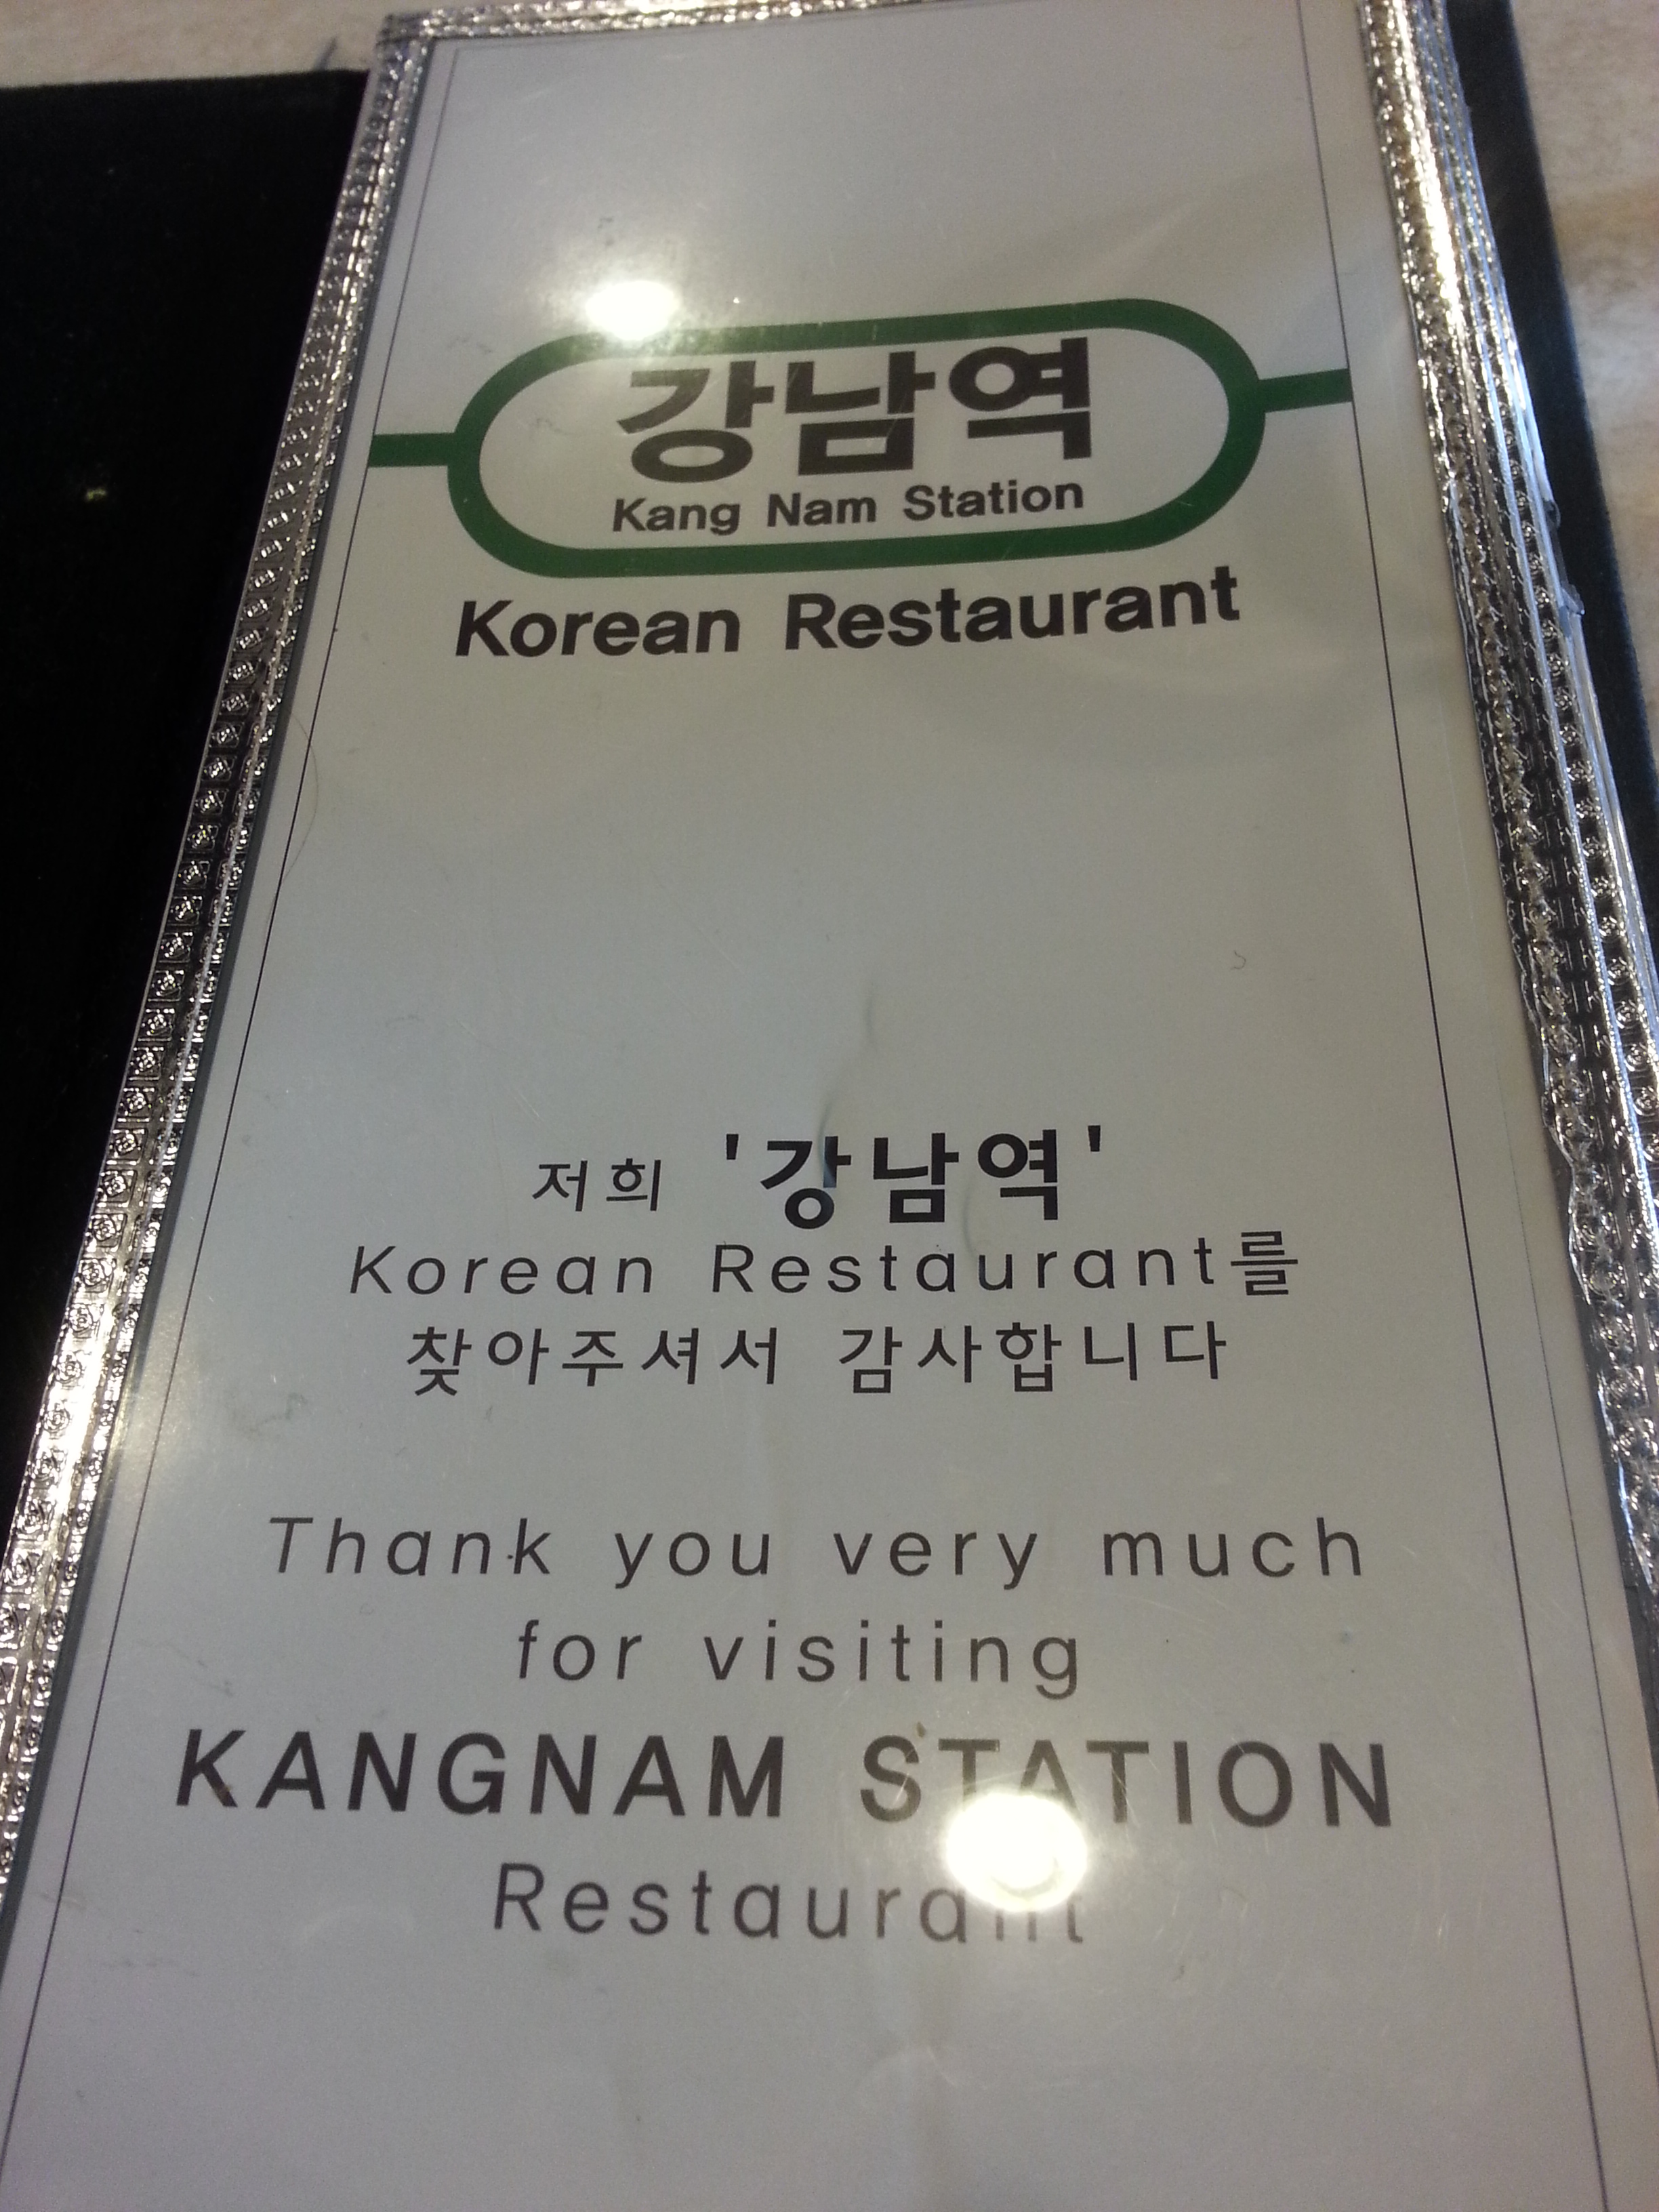 강남역
Kang Nam Station
Korean Restaurant
저희 '강남역'
Korean Restaurant를
찾아주셔서 감사합니다
Thank you very much
for visiting
KANGNAM STATION
Restaurant